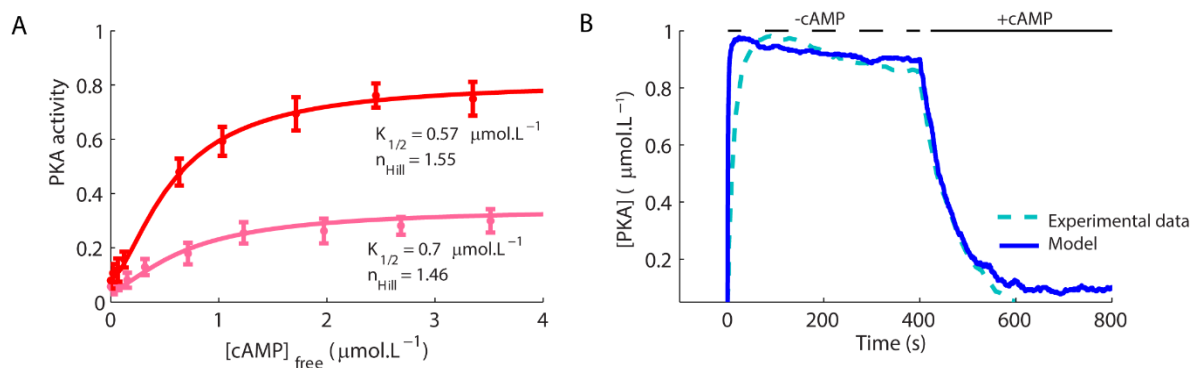 A
PKA activity
1
0.8
0.6
0.4
0.2
0
K1/2 = 0.57 μmol.L−1
nHill = 1.55
K1/2 = 0.7 μmol.L−1
nHill = 1.46
0 1 2 3 4
[cAMP] free (μmol.L−1)
B
-cAMP +cAMP
[PKA] ( μmol.L−1)
1
0.8
0.6
0.4
0.2
Experimental data
Model
0 200 400 600 800
Time (s)